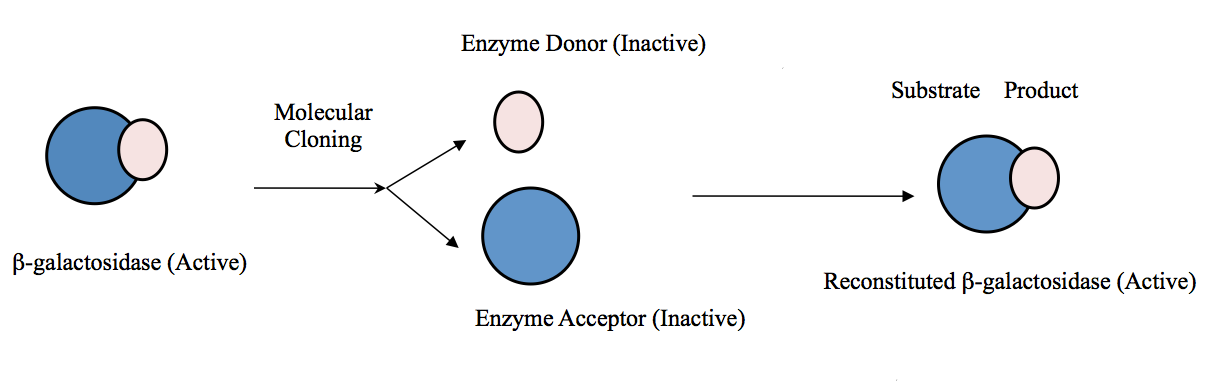 Enzyme Donor (Inactive)
Substrate Product
Molecular
Cloning
β-galactosidase (Active)
Reconstituted β-galactosidase (Active)
Enzyme Acceptor (Inactive)